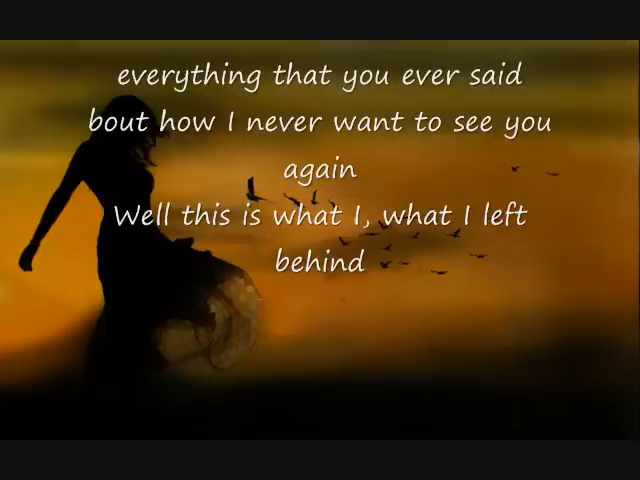 everything that you ever said
bout how I never want to see you
again
Well this is what I, what I left
behind